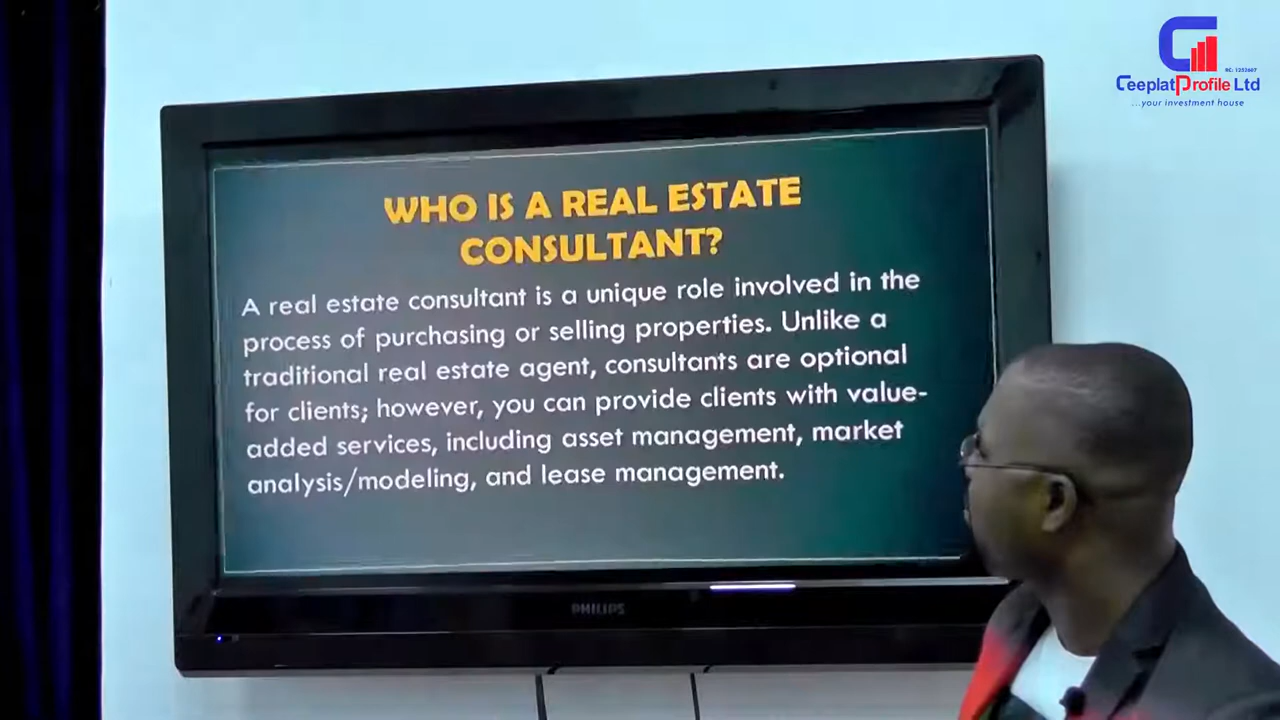 RC: 1252607
CeeplatProfile Ltd
...your investment house
WHO IS A REAL ESTATE
CONSULTANT?
A real estate consultant is a unique role involved in the
process of purchasing or selling properties. Unlike a
traditional real estate agent, consultants are optional
for clients; however, you can provide clients with value-
added services, including asset management, market
analysis/modeling, and lease management.
PHILIPS